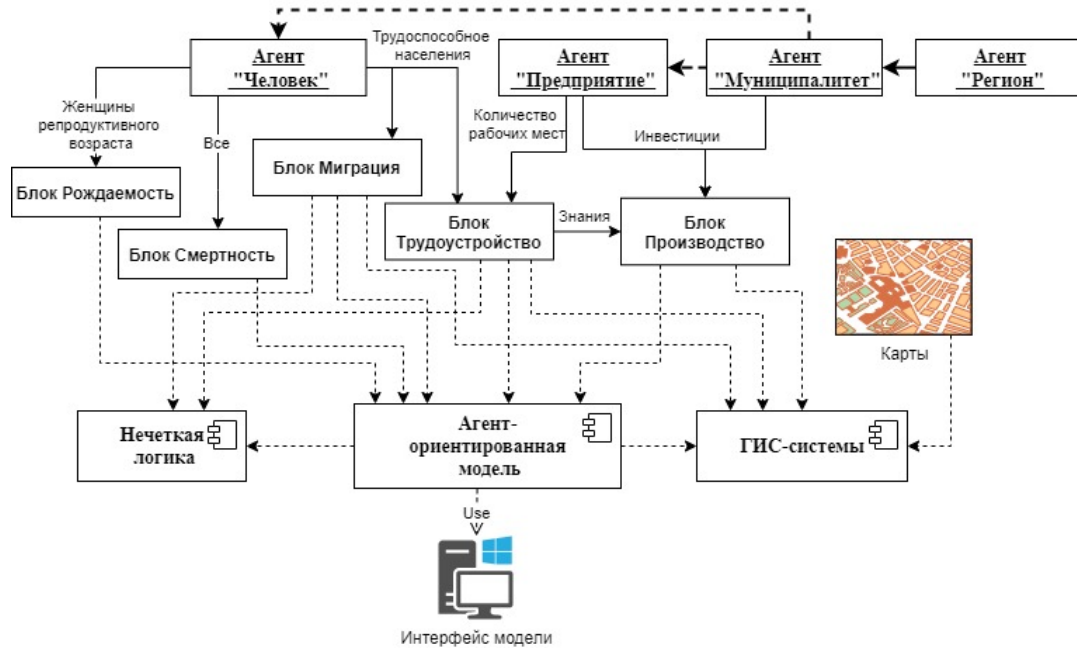 Агент
"Человек"
Трудоспособное
населения
Агент
"Предприятие"
Агент
"Муниципалитет"
Агент
"Регион"
Женщины
репродуктивного
возраста
Все
Количество
рабочих мест
Инвестиции
Блок Рождаемость
Блок Миграция
Блок Смертность
Блок
Трудоустройство
Знания
Блок
Производство
Карты
Нечеткая
логика
Агент-
ориентированная
модель
ГИС-системы
Use
Интерфейс модели